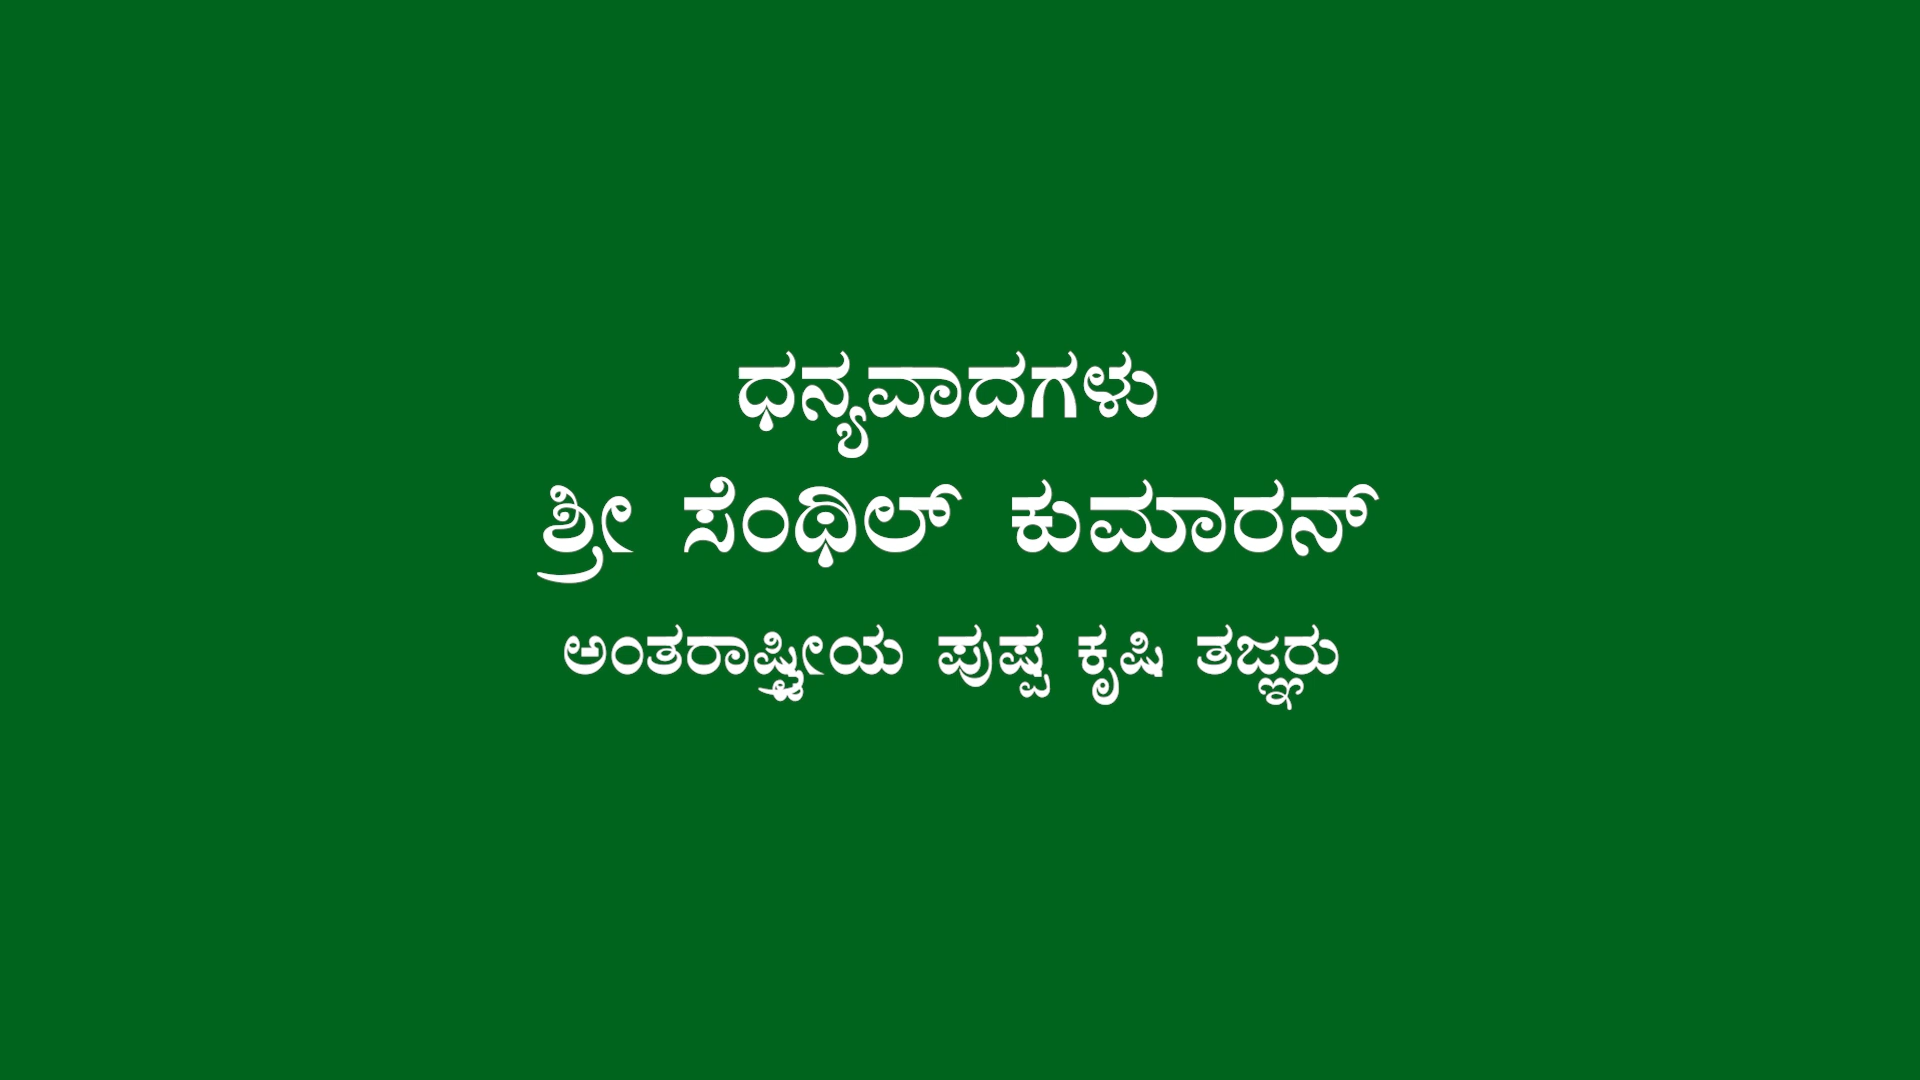 ಧನ್ಯವಾದಗಳು
ಶ್ರೀ ಸೆಂಥಿಲ್ ಕುಮಾರನ್
ಅಂತರಾಷ್ಟ್ರೀಯ ಪುಷ್ಪ ಕೃಷಿ ತಜ್ಞರು